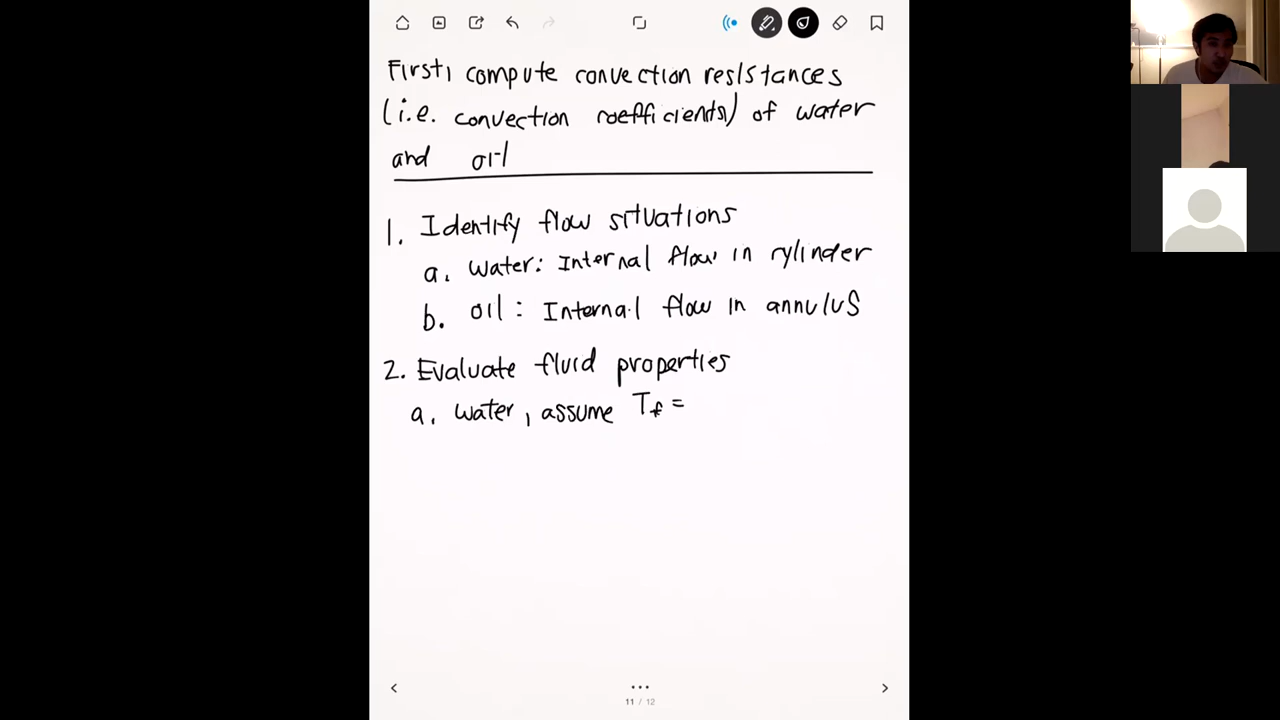 First, compute convection resistances
(i.e. convection coefficients) of water
and oil
1. Identify flow situations
a. water: Internal flow in cylinder
b. oil: Internal flow in annulus
2. Evaluate fluid properties
a. water, assume Tf =
11 / 12